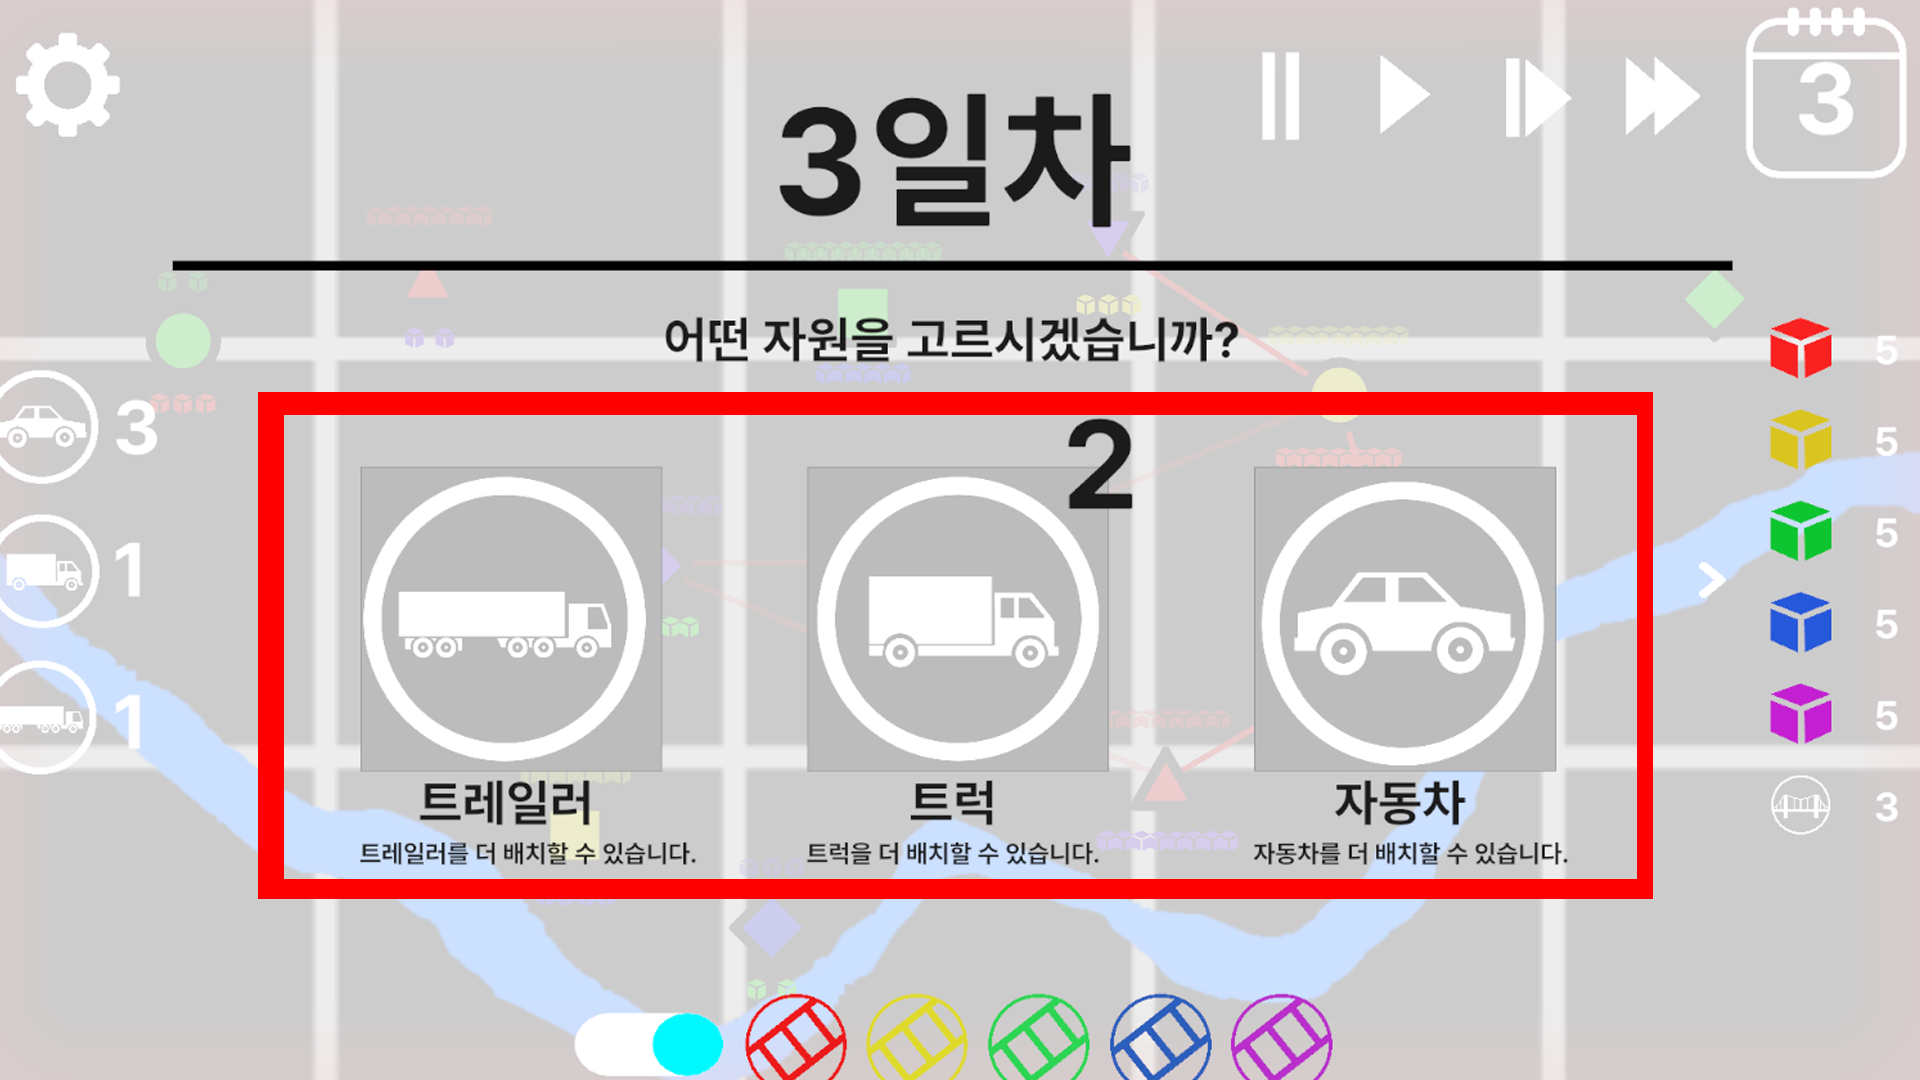 3일차
3
어떤 자원을 고르시겠습니까?
3
1
1
2
트레일러
트레일러를 더 배치할 수 있습니다.
트럭
트럭을 더 배치할 수 있습니다.
자동차
자동차를 더 배치할 수 있습니다.
5
5
5
5
5
3